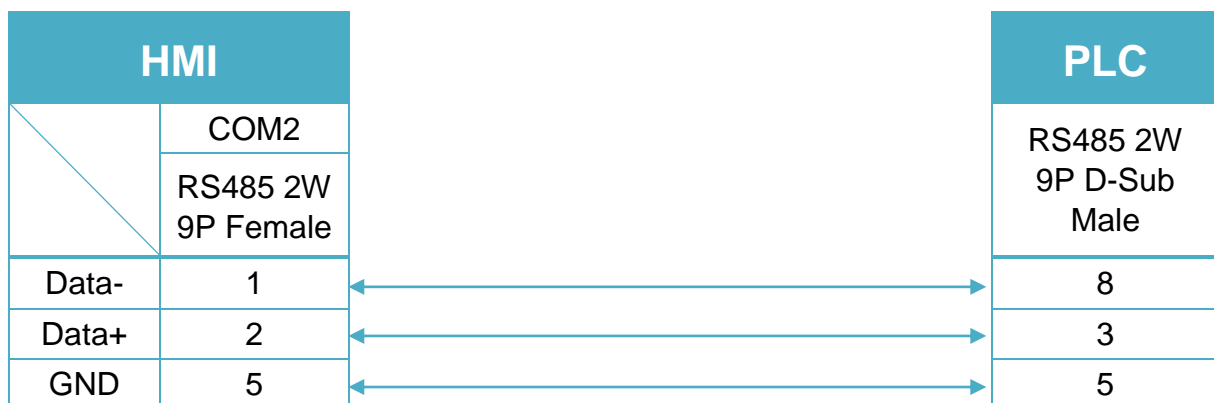 HMI PLC
COM2
RS485 2W
9P Female
RS485 2W
9P D-Sub
Male
Data- 1 8
Data+ 2 3
GND 5 5